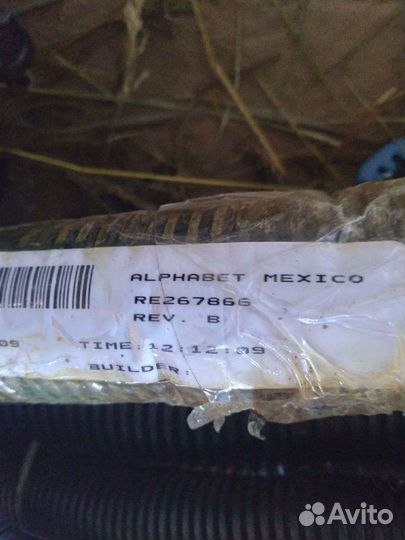 ALPHABET MEXICO
RE267866
REV. B
09 TIME:12:12:09
BUILDER:
Avito